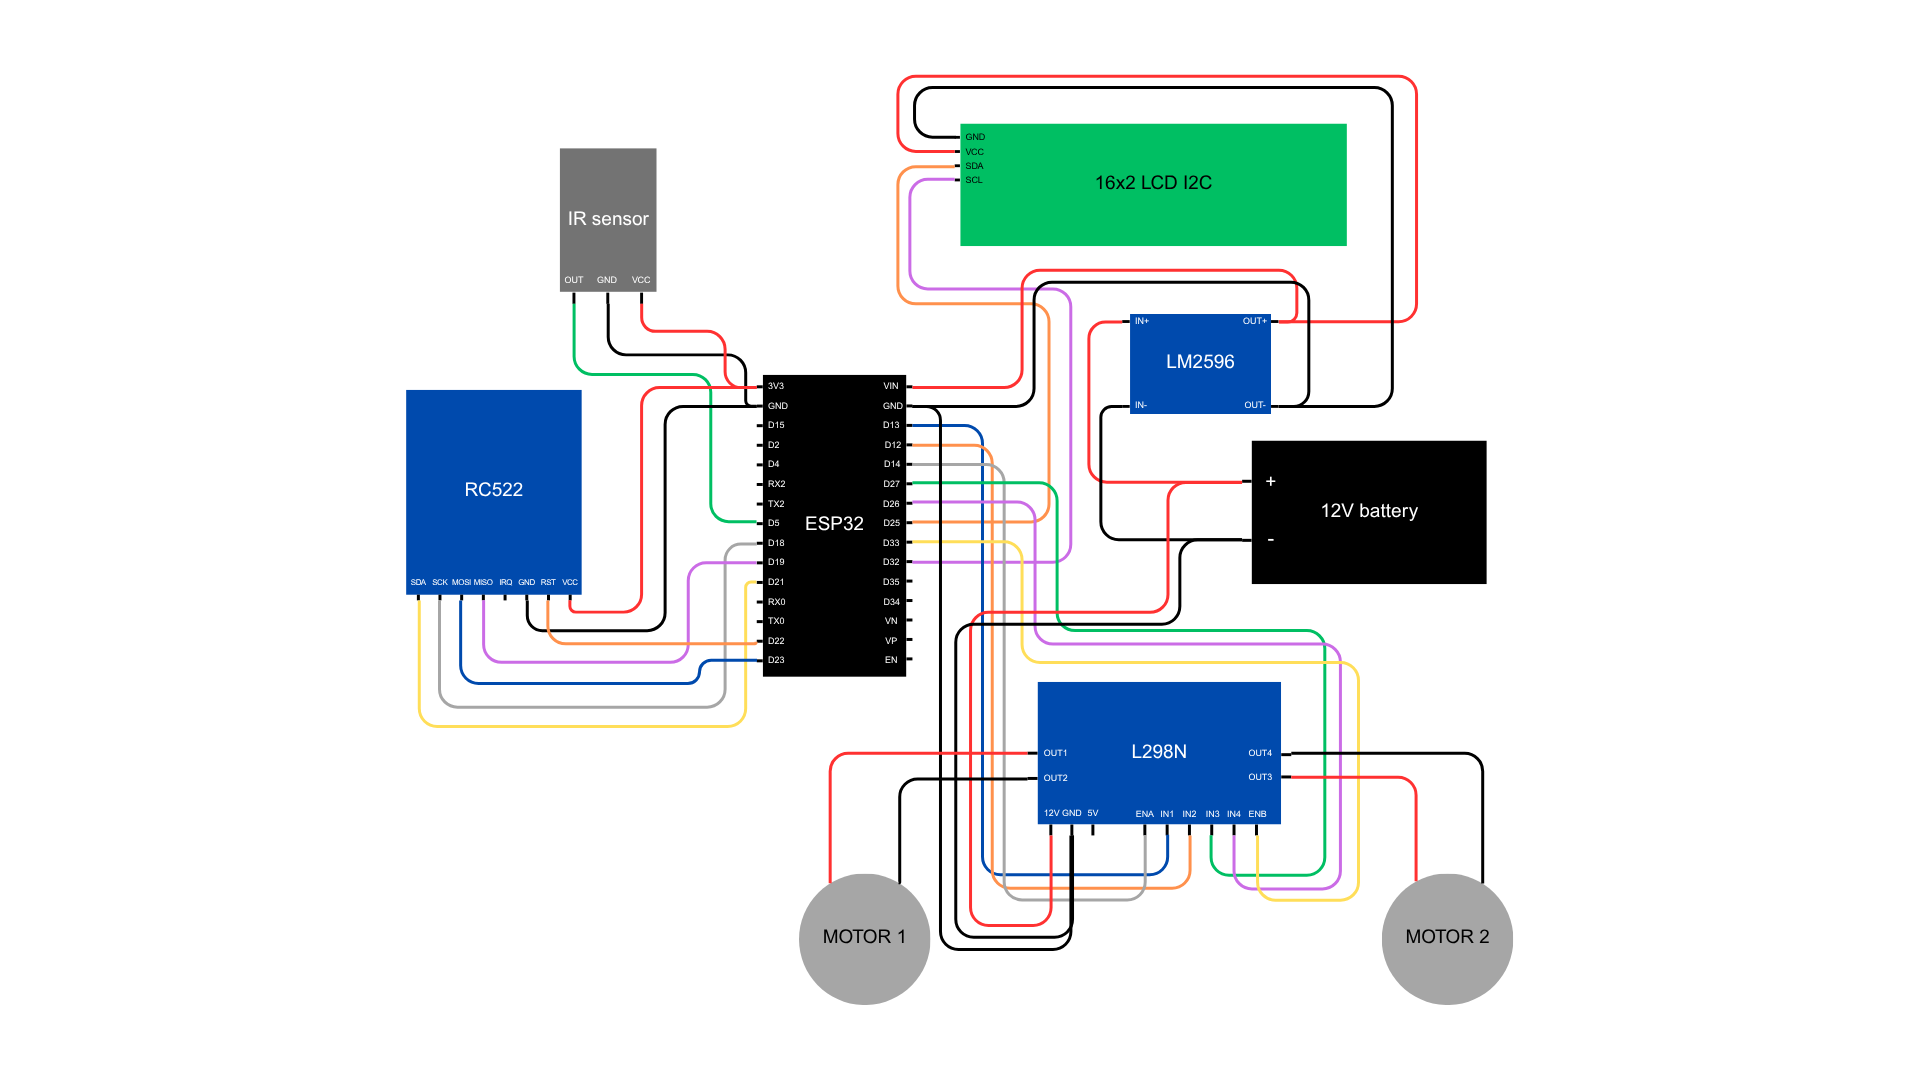 GND
VCC
SDA
SCL
16x2 LCD I2C
IR sensor
OUT GND VCC
IN+ OUT+
LM2596
IN- OUT-
RC522
SDA SCK MOSI MISO IRQ GND RST VCC
ESP32
3V3 VIN
GND GND
D15 D13
D2 D12
D4 D14
RX2 D27
TX2 D26
D5 D25
D18 D33
D19 D32
D21 D35
RX0 D34
TX0 VN
D22 VP
D23 EN
+
12V battery
-
L298N
OUT1 OUT4
OUT2 OUT3
12V GND 5V ENA IN1 IN2 IN3 IN4 ENB
MOTOR 1
MOTOR 2